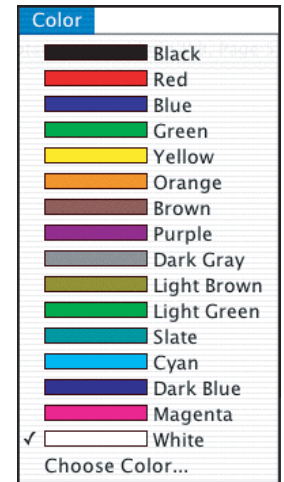 Color
Black
Red
Blue
Green
Yellow
Orange
Brown
Purple
Dark Gray
Light Brown
Light Green
Slate
Cyan
Dark Blue
Magenta
✓ White
Choose Color...